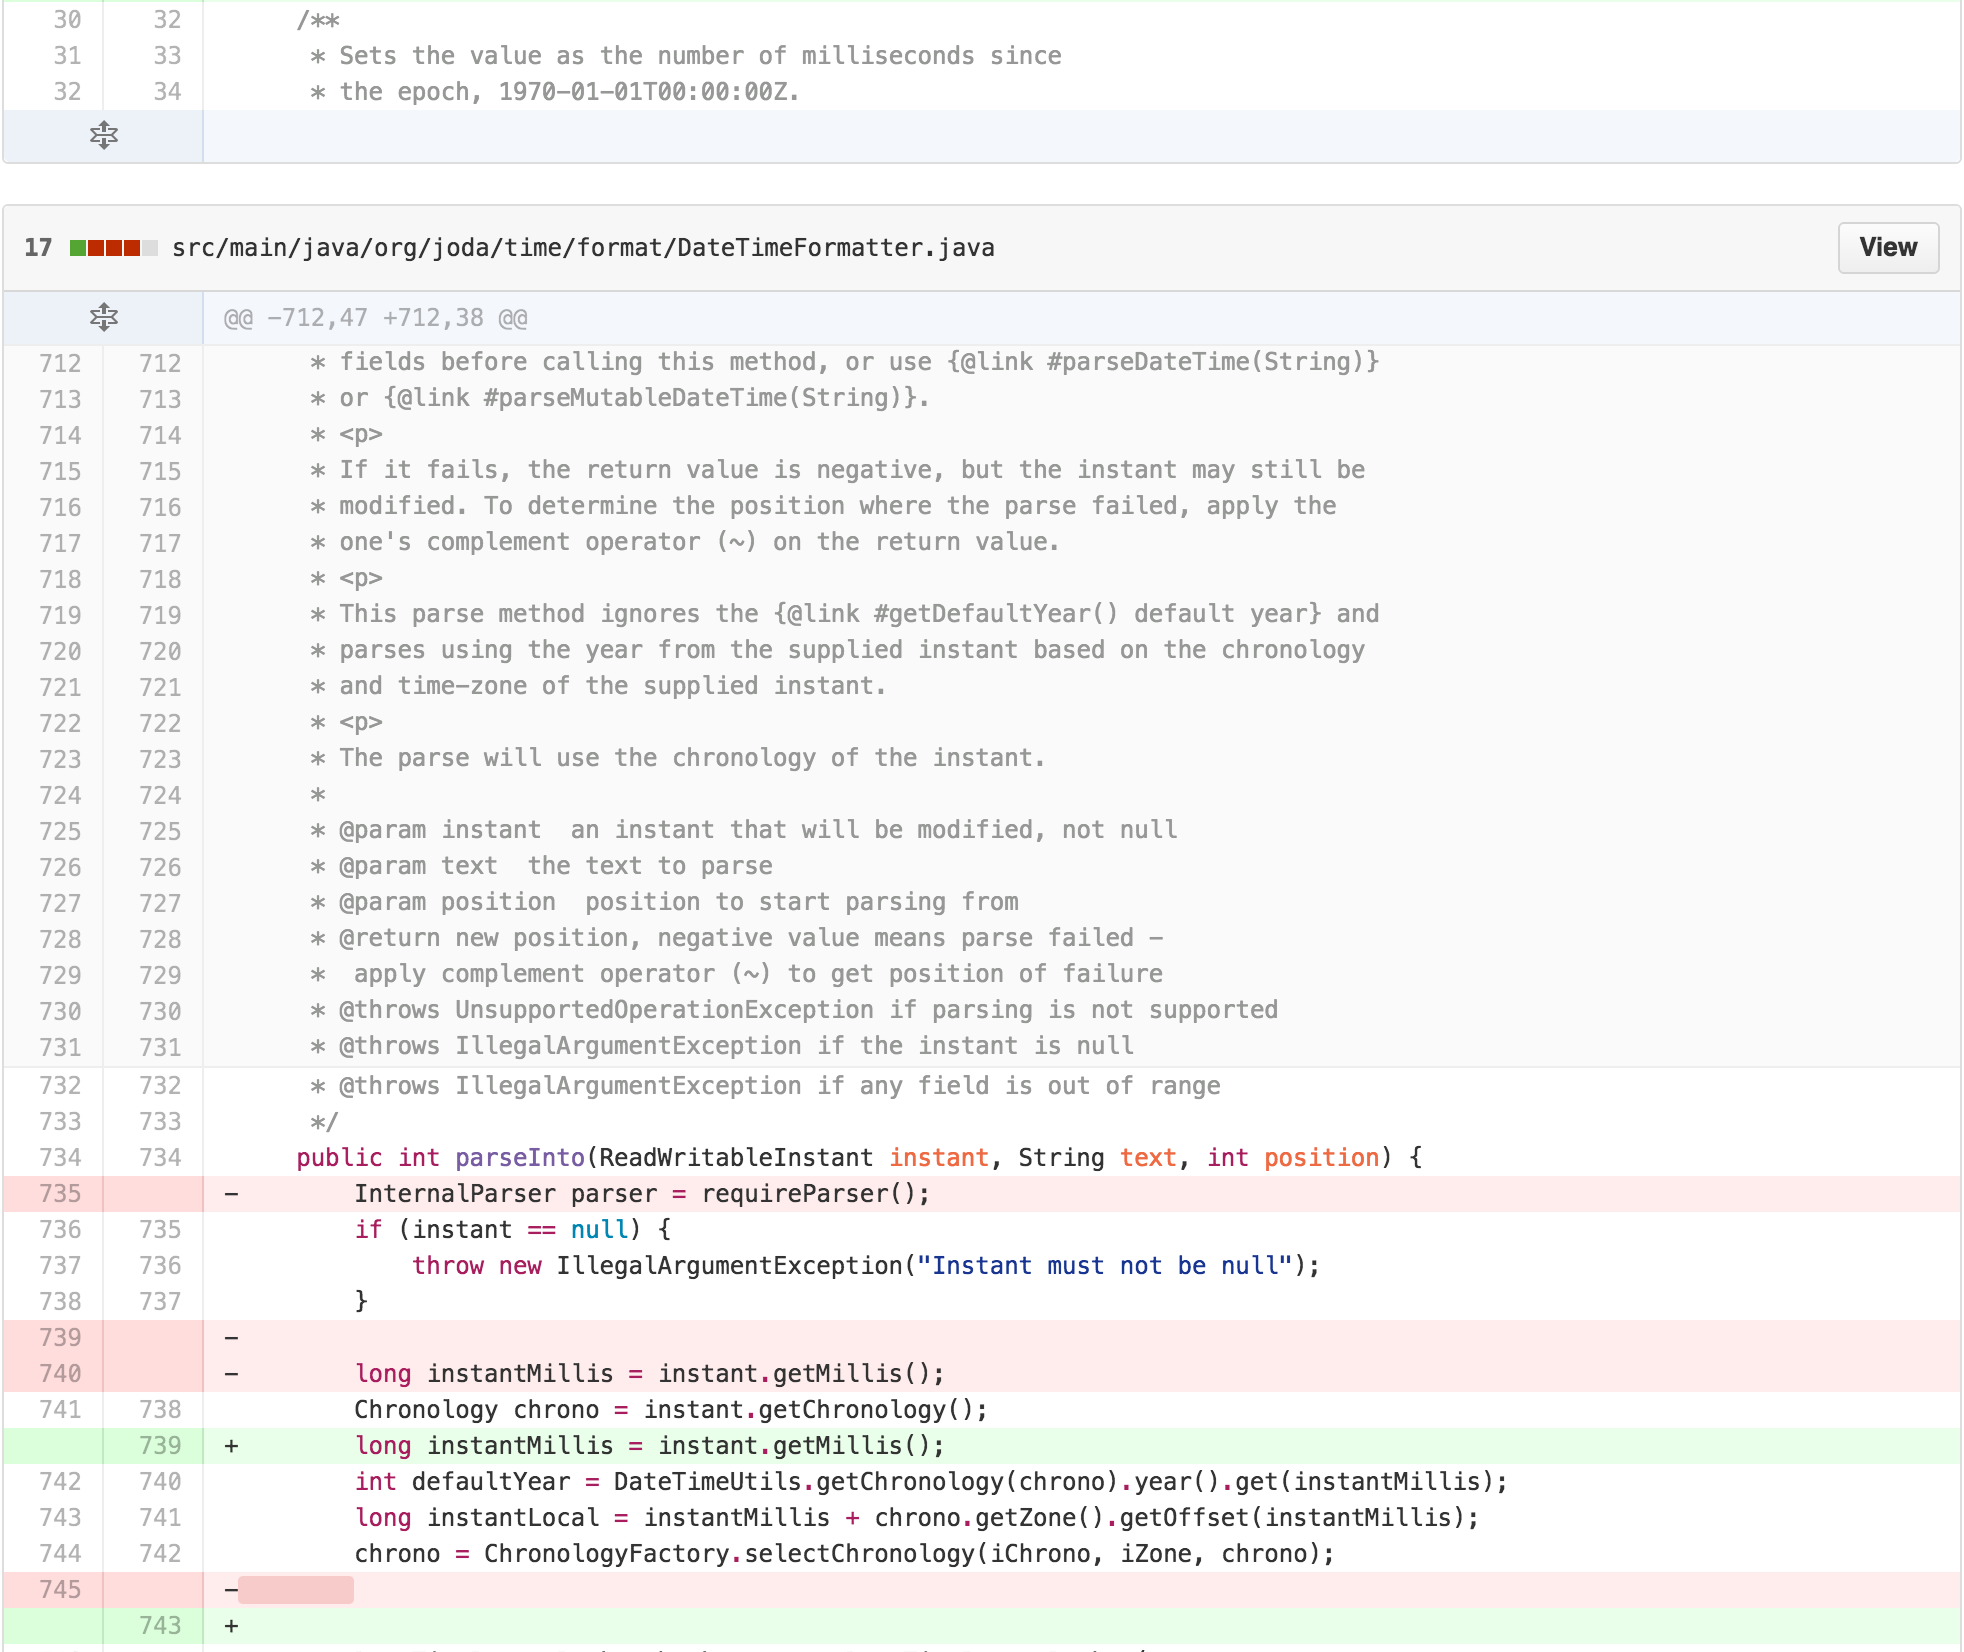 30 32 /**
31 33 * Sets the value as the number of milliseconds since
32 34 * the epoch, 1970-01-01T00:00:00Z.
17 src/main/java/org/joda/time/format/DateTimeFormatter.java View
@@ -712,47 +712,38 @@
712 712 * fields before calling this method, or use {@link #parseDateTime(String)}
713 713 * or {@link #parseMutableDateTime(String)}.
714 714 * <p>
715 715 * If it fails, the return value is negative, but the instant may still be
716 716 * modified. To determine the position where the parse failed, apply the
717 717 * one's complement operator (~) on the return value.
718 718 * <p>
719 719 * This parse method ignores the {@link #getDefaultYear() default year} and
720 720 * parses using the year from the supplied instant based on the chronology
721 721 * and time-zone of the supplied instant.
722 722 * <p>
723 723 * The parse will use the chronology of the instant.
724 724 *
725 725 * @param instant  an instant that will be modified, not null
726 726 * @param text  the text to parse
727 727 * @param position  position to start parsing from
728 728 * @return new position, negative value means parse failed -
729 729 *  apply complement operator (~) to get position of failure
730 730 * @throws UnsupportedOperationException if parsing is not supported
731 731 * @throws IllegalArgumentException if the instant is null
732 732 * @throws IllegalArgumentException if any field is out of range
733 733 */
734 734 public int parseInto(ReadWritableInstant instant, String text, int position) {
735 - InternalParser parser = requireParser();
736 735 if (instant == null) {
737 736 throw new IllegalArgumentException("Instant must not be null");
738 737 }
739 -
740 - long instantMillis = instant.getMillis();
741 738 Chronology chrono = instant.getChronology();
739 + long instantMillis = instant.getMillis();
742 740 int defaultYear = DateTimeUtils.getChronology(chrono).year().get(instantMillis);
743 741 long instantLocal = instantMillis + chrono.getZone().getOffset(instantMillis);
744 742 chrono = ChronologyFactory.selectChronology(iChrono, iZone, chrono);
745 -
743 +